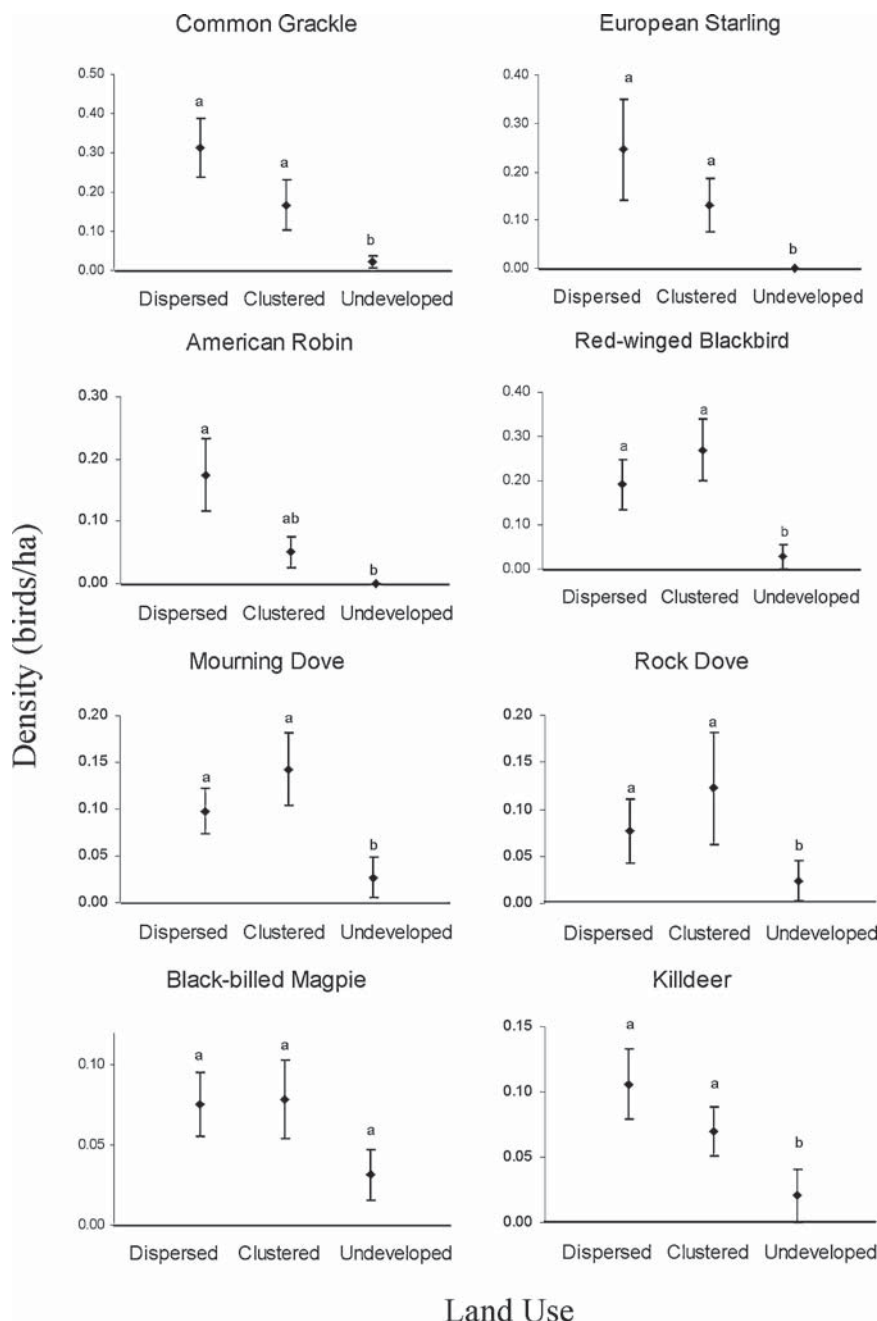 Common Grackle
0.50
0.40
0.30
0.20
0.10
0.00
a
a
b
Dispersed Clustered Undeveloped
European Starling
0.40
0.30
0.20
0.10
0.00
a
a
b
Dispersed Clustered Undeveloped
American Robin
0.30
0.20
0.10
0.00
a
ab
b
Dispersed Clustered Undeveloped
Red-winged Blackbird
0.40
0.30
0.20
0.10
0.00
a
a
b
Dispersed Clustered Undeveloped
Density (birds/ha)
Mourning Dove
0.20
0.15
0.10
0.05
0.00
a
a
b
Dispersed Clustered Undeveloped
Rock Dove
0.20
0.15
0.10
0.05
0.00
a
a
b
Dispersed Clustered Undeveloped
Black-billed Magpie
0.10
0.05
0.00
a
a
a
Dispersed Clustered Undeveloped
Killdeer
0.15
0.10
0.05
0.00
a
a
b
Dispersed Clustered Undeveloped
Land Use